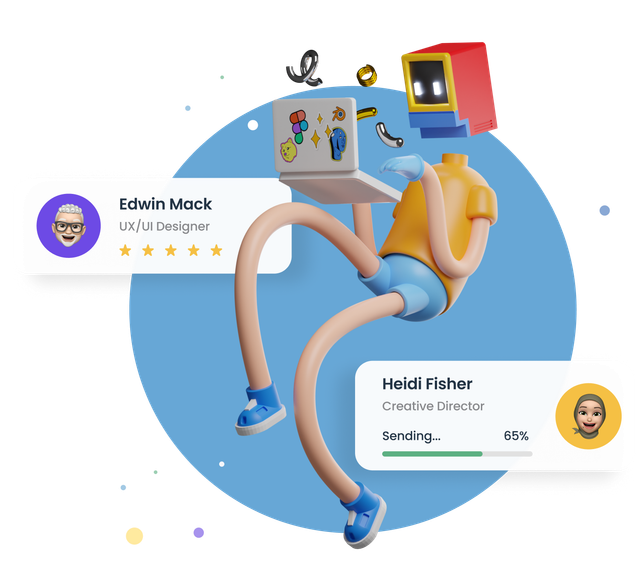 Edwin Mack
UX/UI Designer
Heidi Fisher
Creative Director
Sending... 65%